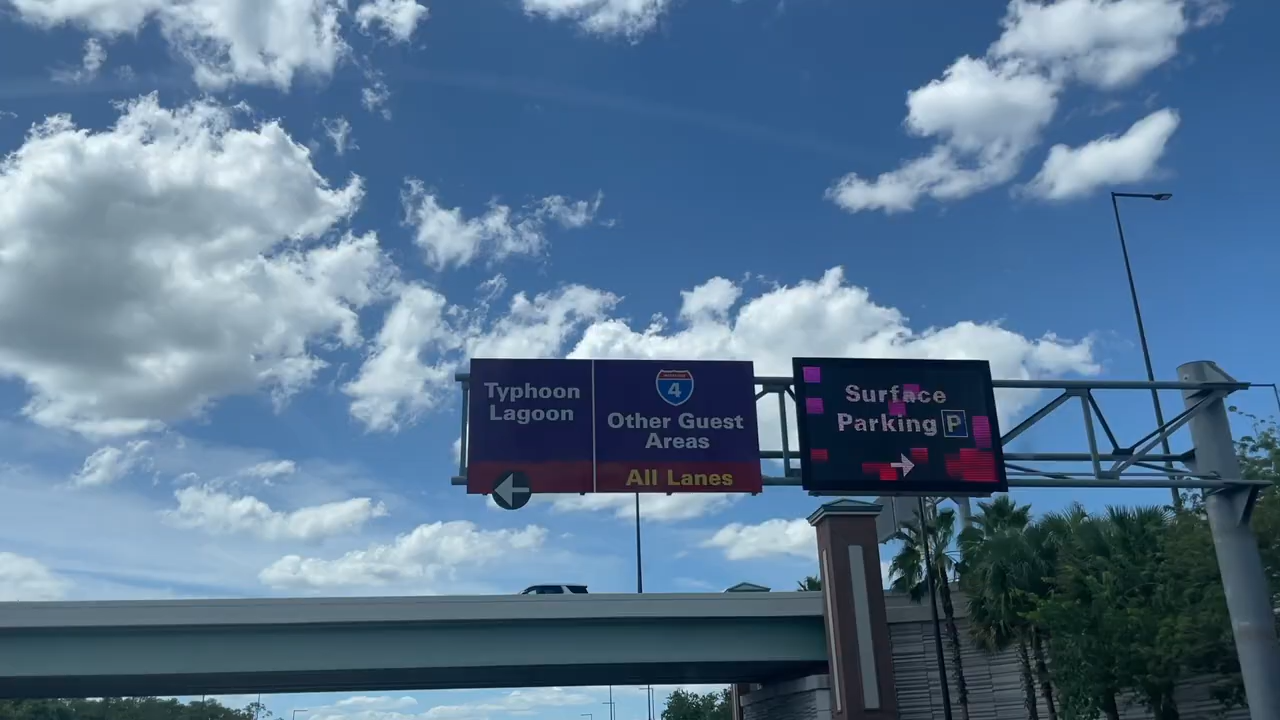 Typhoon
Lagoon
4
Other Guest
Areas
All Lanes
Surface
Parking P